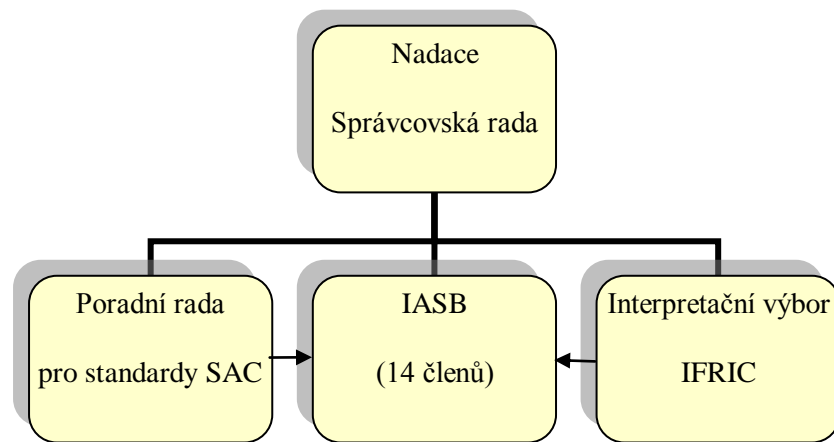 Nadace
Správcovská rada
Poradní rada
pro standardy SAC
IASB
(14 členů)
Interpretační výbor
IFRIC